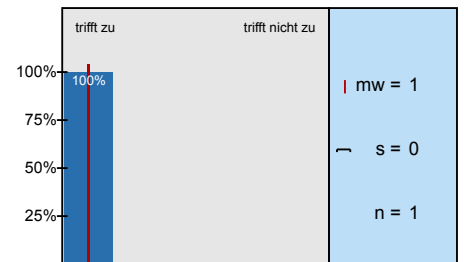 trifft zu trifft nicht zu
100%
100%
mw = 1
75%
s = 0
50%
25%
n = 1